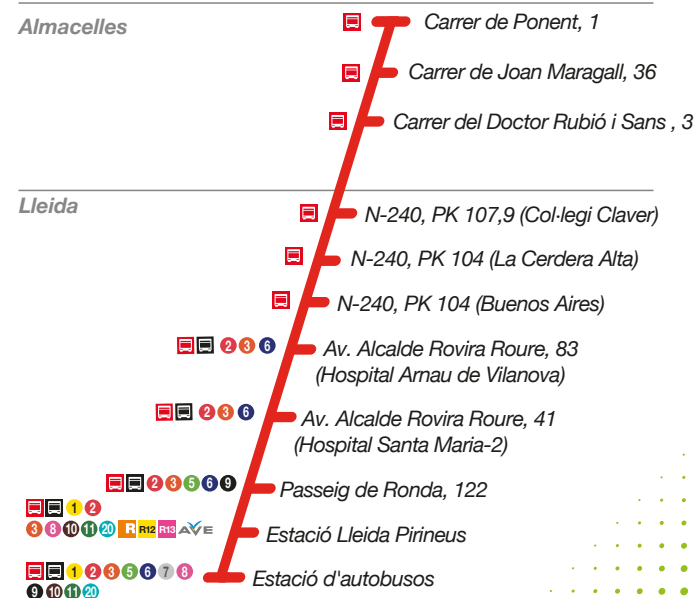 Almacelles
Carrer de Ponent, 1
Carrer de Joan Maragall, 36
Carrer del Doctor Rubió i Sans , 3
Lleida
N-240, PK 107,9 (Col·legi Claver)
N-240, PK 104 (La Cerdera Alta)
N-240, PK 104 (Buenos Aires)
2 3 6 Av. Alcalde Rovira Roure, 83
(Hospital Arnau de Vilanova)
2 3 6 Av. Alcalde Rovira Roure, 41
(Hospital Santa Maria-2)
2 3 5 6 9 Passeig de Ronda, 122
1 2
3 8 10 11 20 R R12 R13 AVE Estació Lleida Pirineus
1 2 3 5 6 7 8 Estació d'autobusos
9 10 11 20